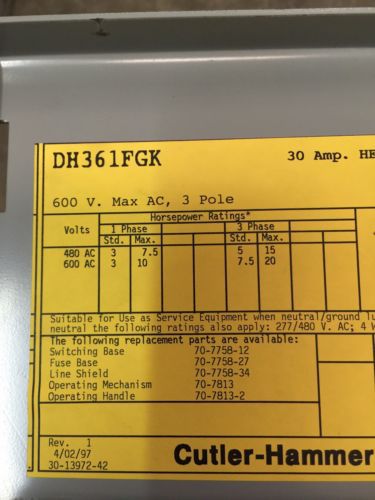 DH361FGK 30 Amp. HE
600 V. Max AC, 3 Pole
Horsepower Ratings*
Volts 1 Phase 3 Phase
Std. Max. Std. Max.
480 AC 3 7.5 5 15
600 AC 3 10 7.5 20
Suitable for Use as Service Equipment when neutral/ground lu
neutral the following ratings also apply: 277/480 V. AC; 4 W
The following replacement parts are available:
Switching Base 70-7758-12
Fuse Base 70-7758-27
Line Shield 70-7758-34
Operating Mechanism 70-7813
Operating Handle 70-7813-2
Rev. 1
4/02/97
30-13972-42
Cutler-Hammer